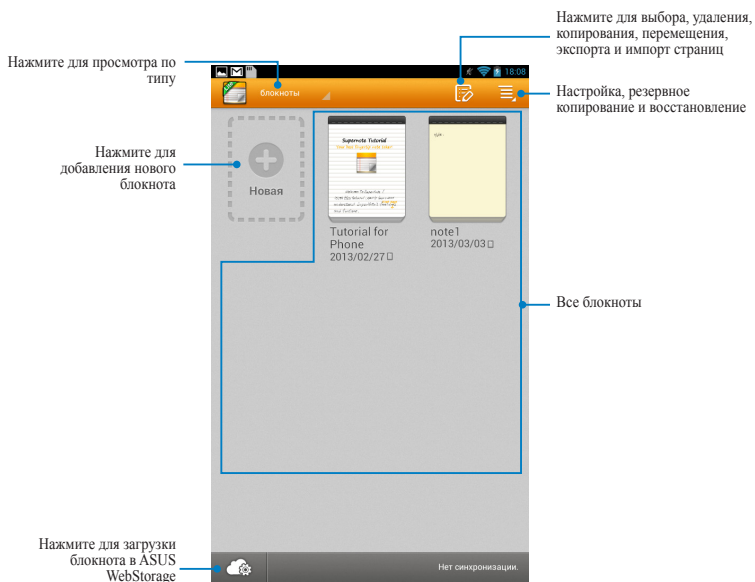 Нажмите для выбора, удаления,
копирования, перемещения,
экспорта и импорт страниц
Нажмите для просмотра по
типу
18:08
блокноты
Настройка, резервное
копирование и восстановление
Нажмите для
добавления нового
блокнота
Новая
Supernote Tutorial
Tutorial for
Phone
2013/02/27
note1
2013/03/03
Все блокноты
Нажмите для загрузки
блокнота в ASUS
WebStorage
Нет синхронизации.